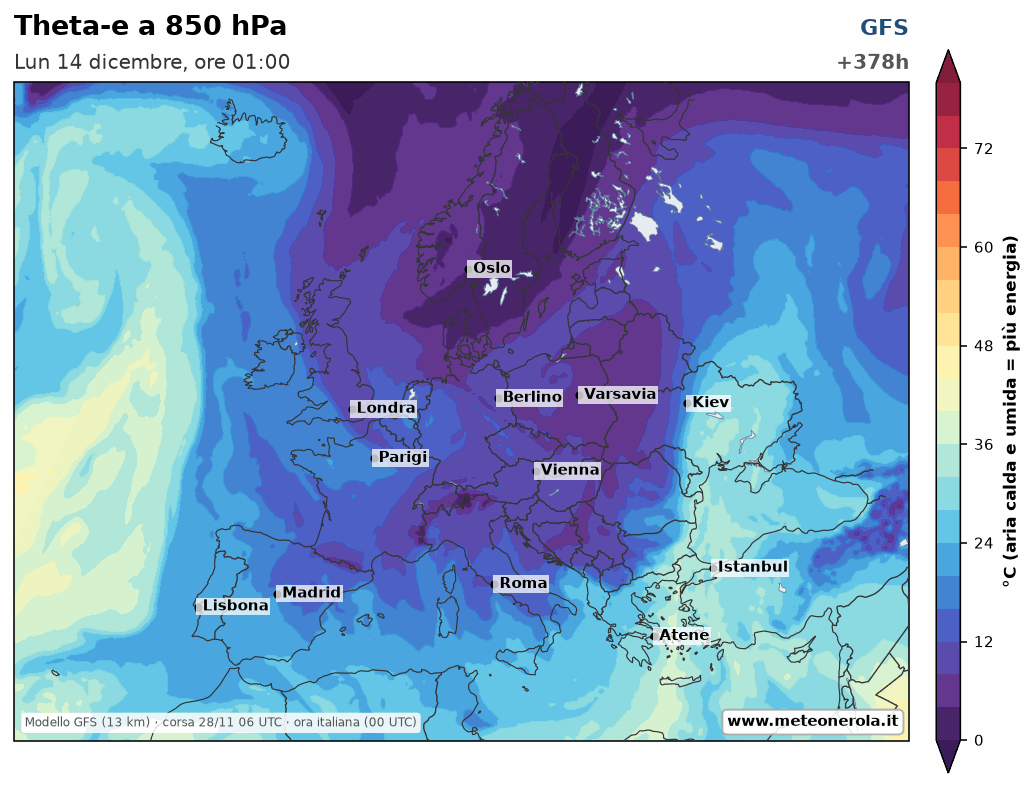 Theta-e a 850 hPa
GFS
Lun 14 dicembre, ore 01:00
+378h
Oslo
Berlino
Varsavia
Kiev
Londra
Parigi
Vienna
Istanbul
Roma
Madrid
Lisbona
Atene
Modello GFS (13 km) · corsa 28/11 06 UTC · ora italiana (00 UTC)
www.meteonerola.it
72
60
48
36
24
12
0
°C (aria calda e umida = più energia)